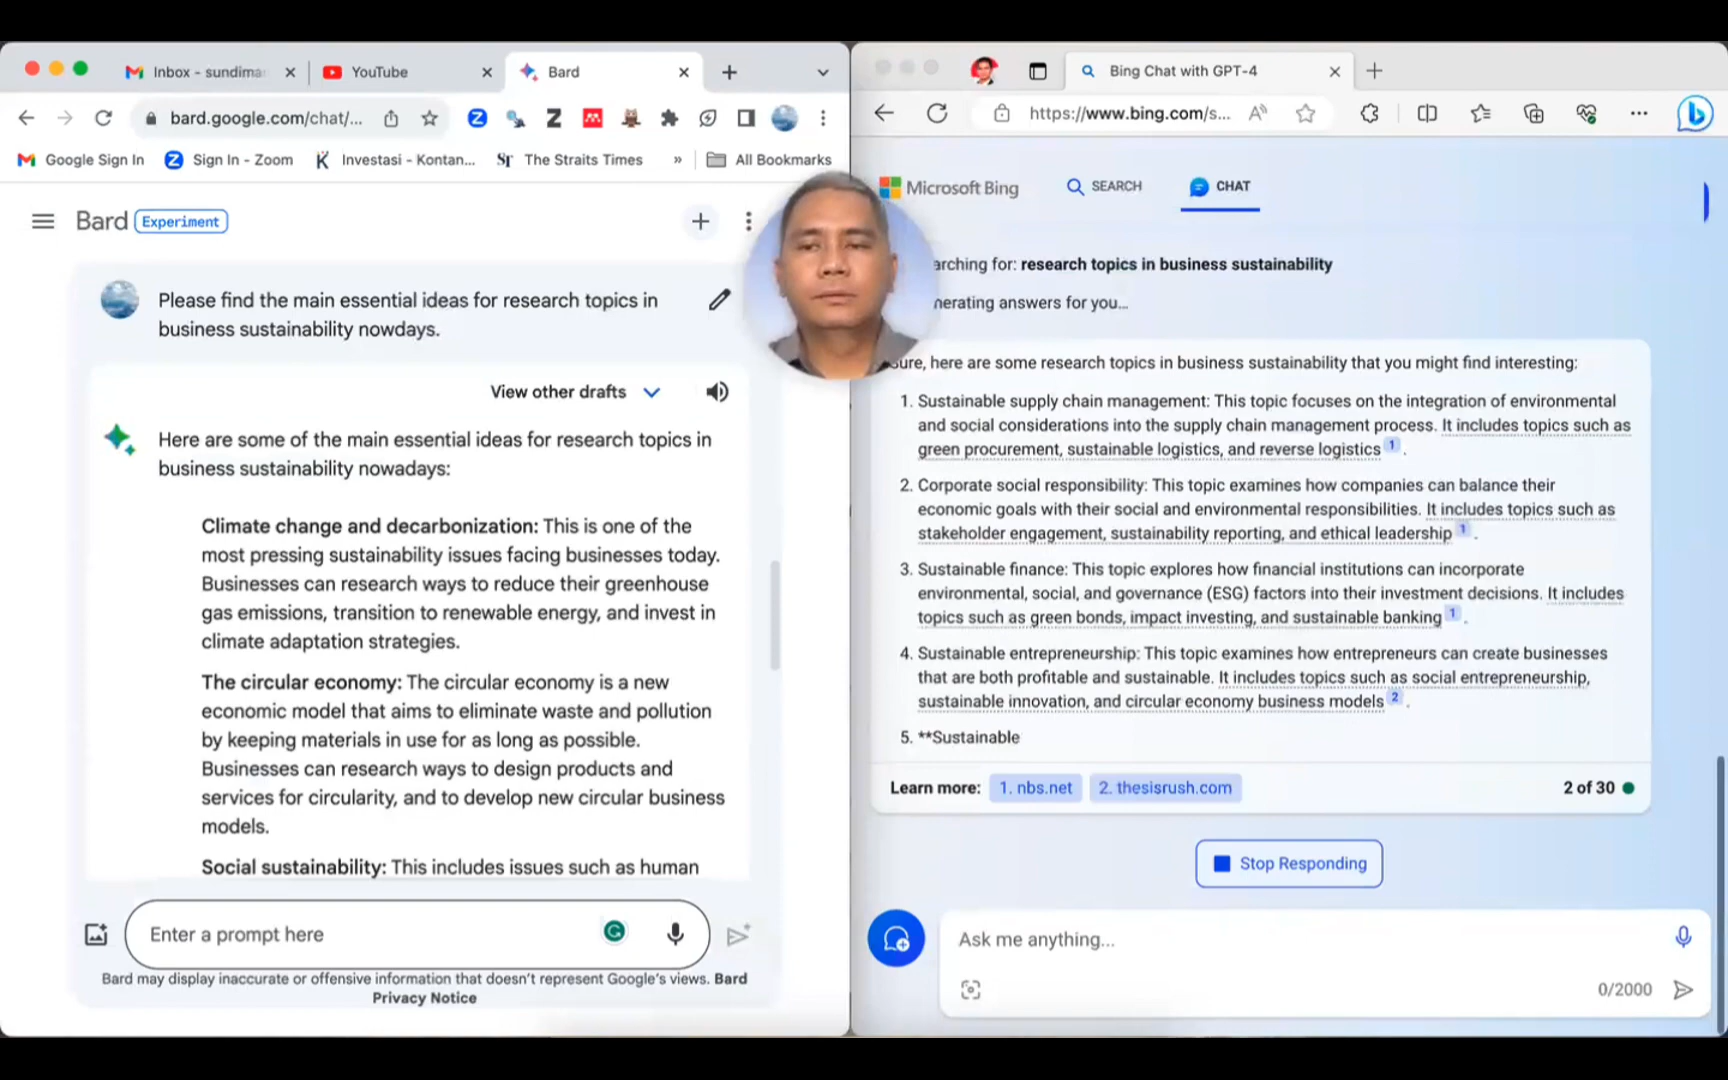 Inbox - sundima
YouTube
Bard
bard.google.com/chat/...
Google Sign In
Sign In - Zoom
Investasi - Kontan...
The Straits Times
»
All Bookmarks
Bard Experiment
Please find the main essential ideas for research topics in
business sustainability nowdays.
View other drafts
Here are some of the main essential ideas for research topics in
business sustainability nowadays:
Climate change and decarbonization: This is one of the
most pressing sustainability issues facing businesses today.
Businesses can research ways to reduce their greenhouse
gas emissions, transition to renewable energy, and invest in
climate adaptation strategies.
The circular economy: The circular economy is a new
economic model that aims to eliminate waste and pollution
by keeping materials in use for as long as possible.
Businesses can research ways to design products and
services for circularity, and to develop new circular business
models.
Social sustainability: This includes issues such as human
Enter a prompt here
Bard may display inaccurate or offensive information that doesn't represent Google's views. Bard
Privacy Notice
Bing Chat with GPT-4
https://www.bing.com/s...
Microsoft Bing
SEARCH
CHAT
arching for: research topics in business sustainability
nerating answers for you...
ure, here are some research topics in business sustainability that you might find interesting:
1. Sustainable supply chain management: This topic focuses on the integration of environmental
and social considerations into the supply chain management process. It includes topics such as
green procurement, sustainable logistics, and reverse logistics 1 .
2. Corporate social responsibility: This topic examines how companies can balance their
economic goals with their social and environmental responsibilities. It includes topics such as
stakeholder engagement, sustainability reporting, and ethical leadership 1 .
3. Sustainable finance: This topic explores how financial institutions can incorporate
environmental, social, and governance (ESG) factors into their investment decisions. It includes
topics such as green bonds, impact investing, and sustainable banking 1 .
4. Sustainable entrepreneurship: This topic examines how entrepreneurs can create businesses
that are both profitable and sustainable. It includes topics such as social entrepreneurship,
sustainable innovation, and circular economy business models 2 .
5. **Sustainable
Learn more: 1. nbs.net 2. thesisrush.com 2 of 30
Stop Responding
Ask me anything...
0/2000